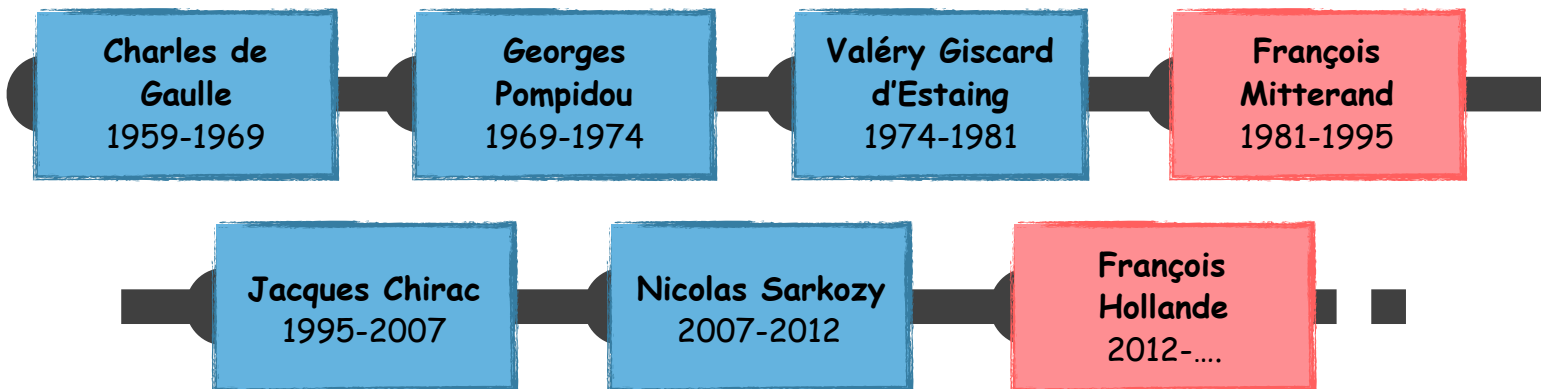 Charles de
Gaulle
1959-1969
Georges
Pompidou
1969-1974
Valéry Giscard
d'Estaing
1974-1981
François
Mitterand
1981-1995
Jacques Chirac
1995-2007
Nicolas Sarkozy
2007-2012
François
Hollande
2012-....